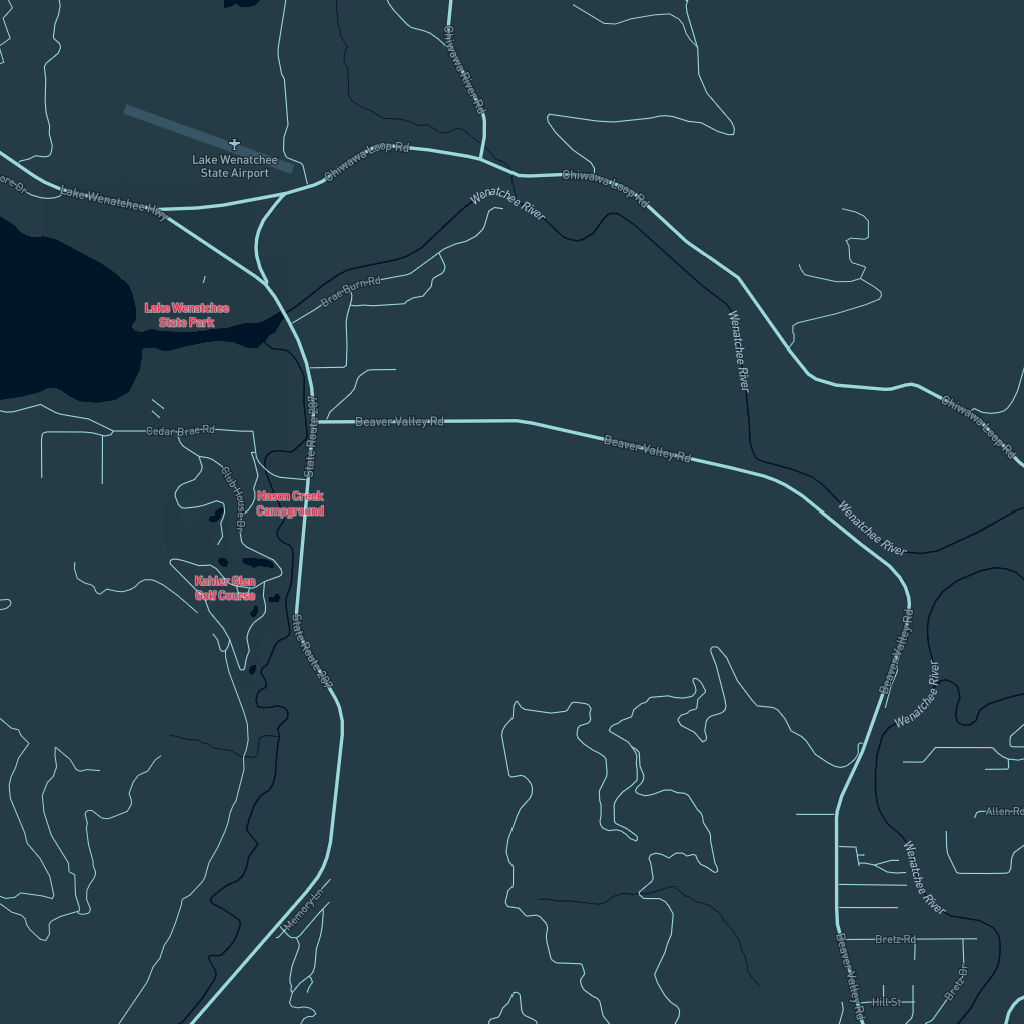 Chiwawa River Rd
Chiwawa Loop Rd
Lake Wenatchee
State Airport
ore Dr
Lake Wenatchee Hwy
Chiwawa Loop Rd
Wenatchee River
Brae Burn Rd
Lake Wenatchee
State Park
Wenatchee River
State Route 207
Beaver Valley Rd
Chiwawa Loop Rd
Cedar Brae Rd
Beaver Valley Rd
Club House Dr
Nason Creek
Campground
Wenatchee River
Kahler Glen
Golf Course
State Route 207
Beaver Valley Rd
Wenatchee River
Allen Rd
Wenatchee River
Memory Ln
Bretz Rd
Beaver Valley Rd
Bretz Dr
Hill St